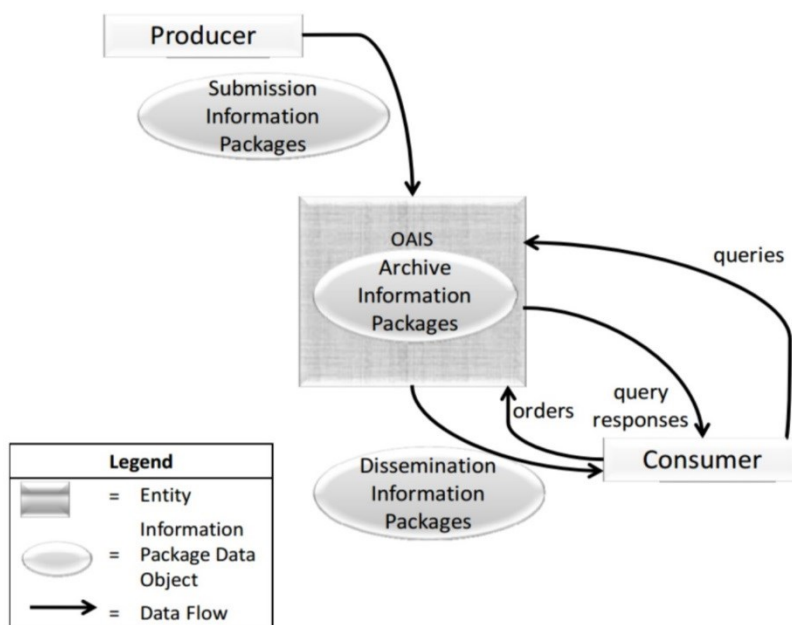 Producer
Submission
Information
Packages
OAIS
Archive
Information
Packages
queries
query
responses
orders
Consumer
Dissemination
Information
Packages
Legend
= Entity
Information
= Package Data
Object
= Data Flow